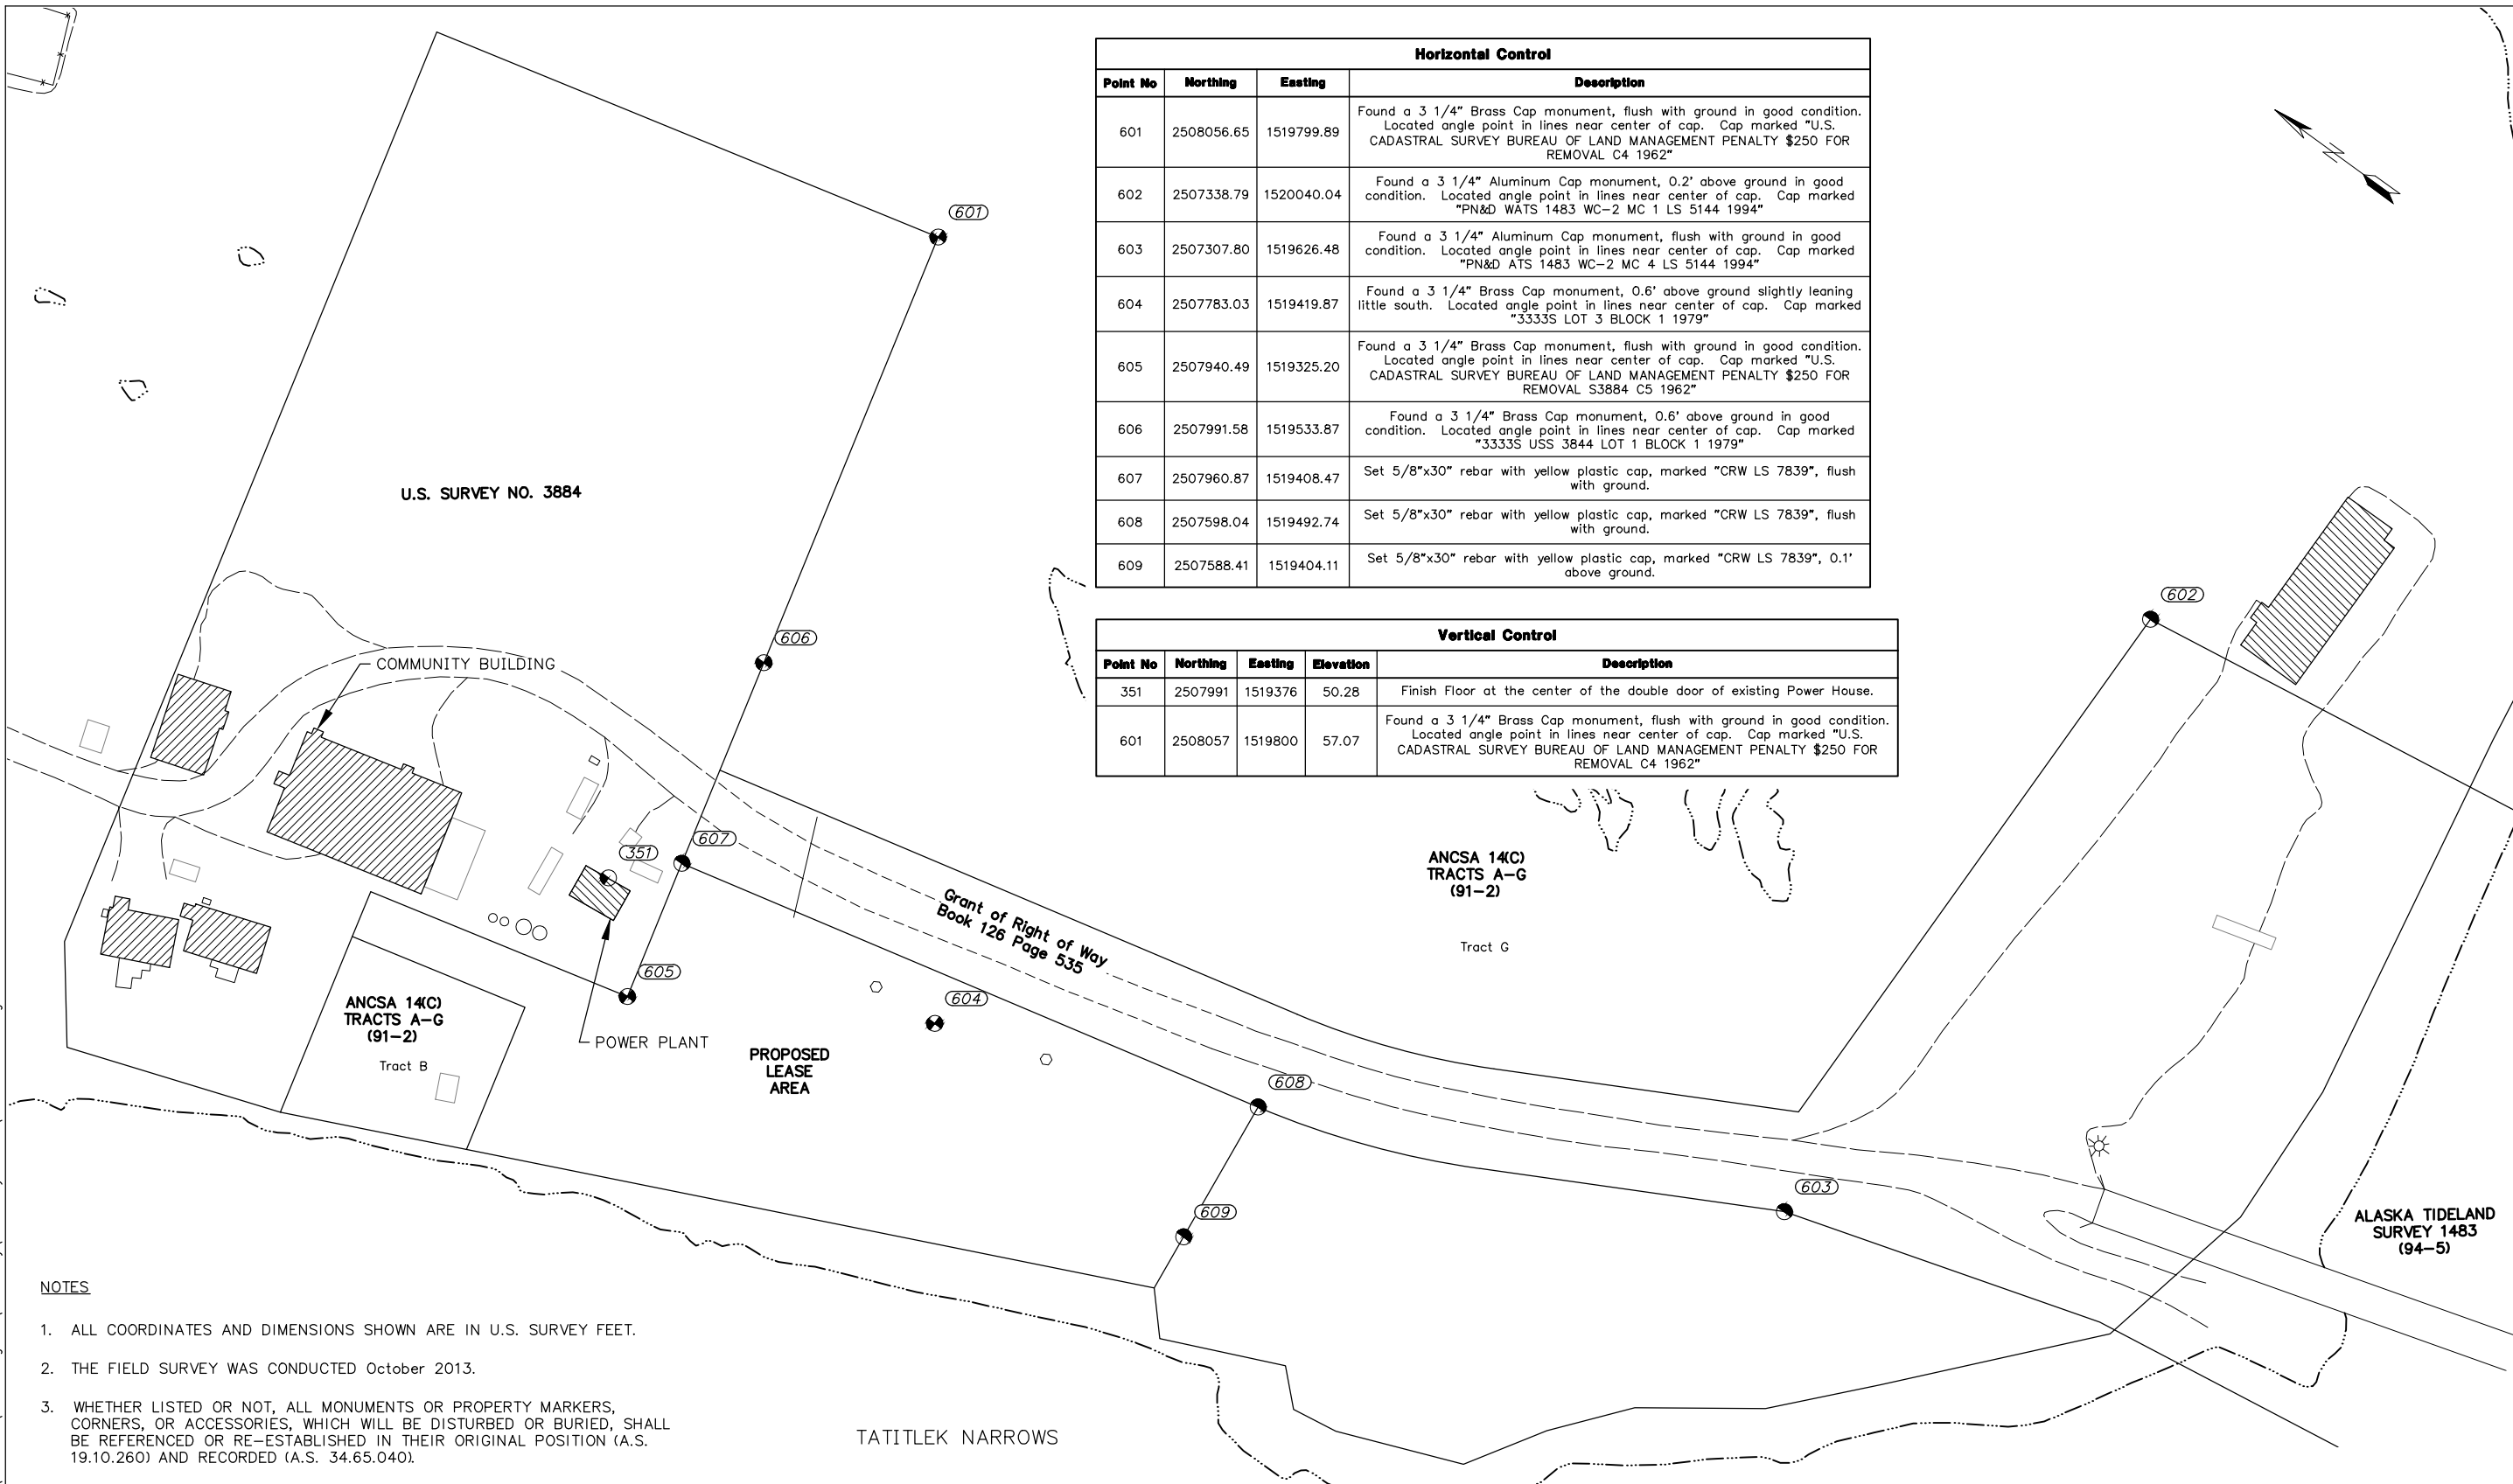 Horizontal Control
Point No Northing Easting Description
601 2508056.65 1519799.89 Found a 3 1/4" Brass Cap monument, flush with ground in good condition.
Located angle point in lines near center of cap. Cap marked "U.S.
CADASTRAL SURVEY BUREAU OF LAND MANAGEMENT PENALTY $250 FOR
REMOVAL C4 1962"
602 2507338.79 1520040.04 Found a 3 1/4" Aluminum Cap monument, 0.2' above ground in good
condition. Located angle point in lines near center of cap. Cap marked
"PN&D WATS 1483 WC-2 MC 1 LS 5144 1994"
603 2507307.80 1519626.48 Found a 3 1/4" Aluminum Cap monument, flush with ground in good
condition. Located angle point in lines near center of cap. Cap marked
"PN&D ATS 1483 WC-2 MC 4 LS 5144 1994"
604 2507783.03 1519419.87 Found a 3 1/4" Brass Cap monument, 0.6' above ground slightly leaning
little south. Located angle point in lines near center of cap. Cap marked
"3333S LOT 3 BLOCK 1 1979"
605 2507940.49 1519325.20 Found a 3 1/4" Brass Cap monument, flush with ground in good condition.
Located angle point in lines near center of cap. Cap marked "U.S.
CADASTRAL SURVEY BUREAU OF LAND MANAGEMENT PENALTY $250 FOR
REMOVAL S3884 C5 1962"
606 2507991.58 1519533.87 Found a 3 1/4" Brass Cap monument, 0.6' above ground in good
condition. Located angle point in lines near center of cap. Cap marked
"3333S USS 3844 LOT 1 BLOCK 1 1979"
607 2507960.87 1519408.47 Set 5/8"x30" rebar with yellow plastic cap, marked "CRW LS 7839", flush
with ground.
608 2507598.04 1519492.74 Set 5/8"x30" rebar with yellow plastic cap, marked "CRW LS 7839", flush
with ground.
609 2507588.41 1519404.11 Set 5/8"x30" rebar with yellow plastic cap, marked "CRW LS 7839", 0.1'
above ground.
Vertical Control
Point No Northing Easting Elevation Description
351 2507991 1519376 50.28 Finish Floor at the center of the double door of existing Power House.
601 2508057 1519800 57.07 Found a 3 1/4" Brass Cap monument, flush with ground in good condition.
Located angle point in lines near center of cap. Cap marked "U.S.
CADASTRAL SURVEY BUREAU OF LAND MANAGEMENT PENALTY $250 FOR
REMOVAL C4 1962"
N
601
U.S. SURVEY NO. 3884
602
606
COMMUNITY BUILDING
607
351
ANCSA 14(C)
TRACTS A-G
(91-2)
Tract G
Grant of Right of Way
Book 126 Page 535
605
604
ANCSA 14(C)
TRACTS A-G
(91-2)
Tract B
POWER PLANT
PROPOSED
LEASE
AREA
608
603
609
ALASKA TIDELAND
SURVEY 1483
(94-5)
NOTES
1. ALL COORDINATES AND DIMENSIONS SHOWN ARE IN U.S. SURVEY FEET.
2. THE FIELD SURVEY WAS CONDUCTED October 2013.
3. WHETHER LISTED OR NOT, ALL MONUMENTS OR PROPERTY MARKERS,
CORNERS, OR ACCESSORIES, WHICH WILL BE DISTURBED OR BURIED, SHALL
BE REFERENCED OR RE-ESTABLISHED IN THEIR ORIGINAL POSITION (A.S.
19.10.260) AND RECORDED (A.S. 34.65.040).
TATITLEK NARROWS